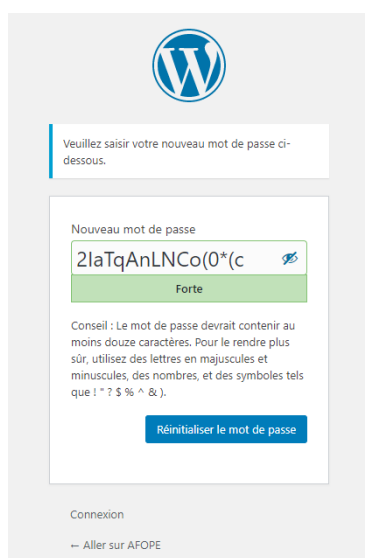 Veuillez saisir votre nouveau mot de passe ci-
dessous.
Nouveau mot de passe
2IaTqAnLNCo(0*(c
Forte
Conseil : Le mot de passe devrait contenir au
moins douze caractères. Pour le rendre plus
sûr, utilisez des lettres en majuscules et
minuscules, des nombres, et des symboles tels
que ! " ? $ % ^ & ).
Réinitialiser le mot de passe
Connexion
← Aller sur AFOPE